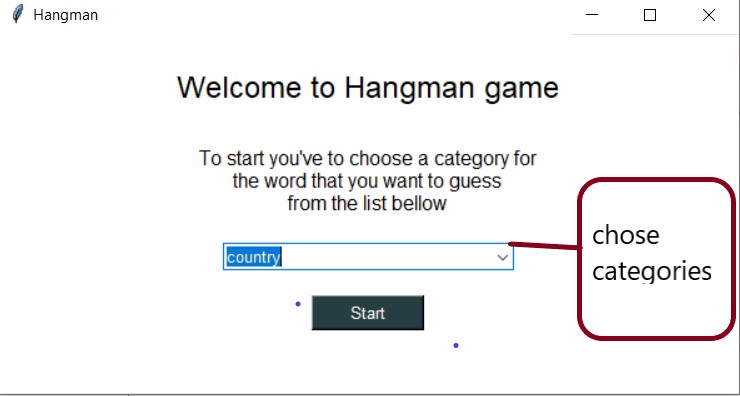 Hangman
Welcome to Hangman game
To start you've to choose a category for
the word that you want to guess
from the list bellow
country
chose
categories
Start